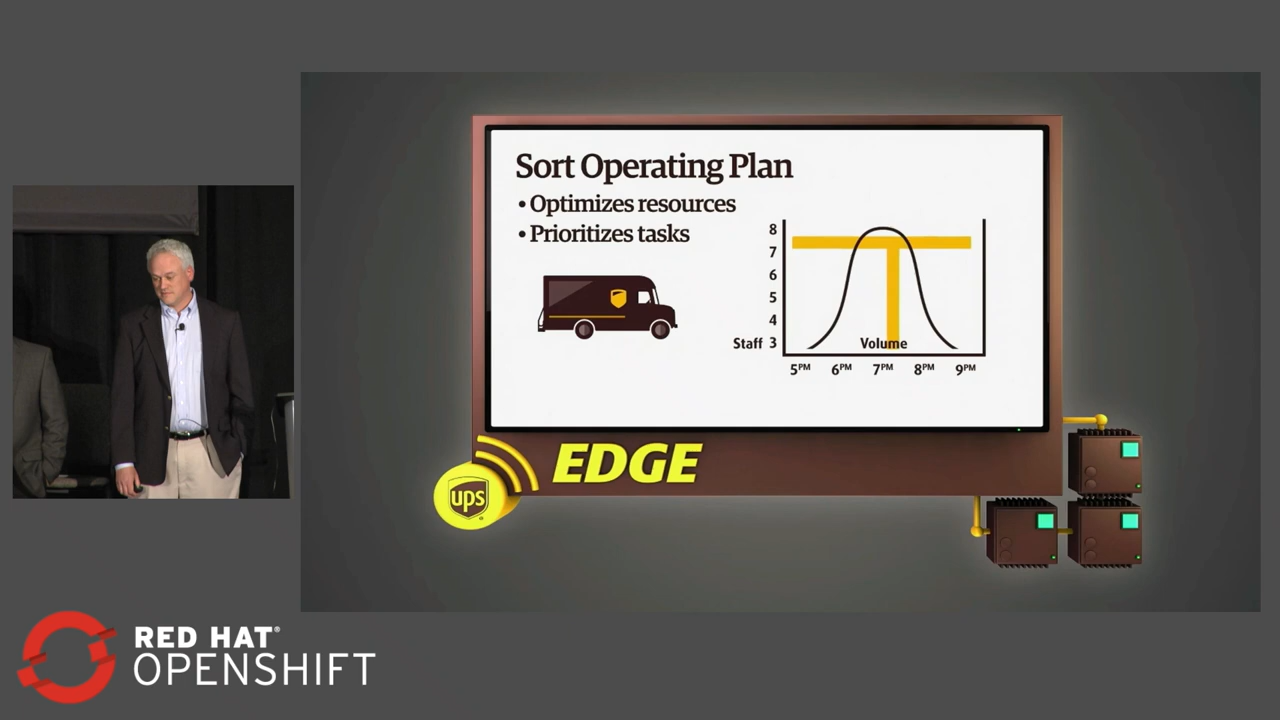 Sort Operating Plan
• Optimizes resources
• Prioritizes tasks
8
7
6
5
4
Staff 3
Volume
5PM 6PM 7PM 8PM 9PM
EDGE
ups
RED HAT®
OPENSHIFT